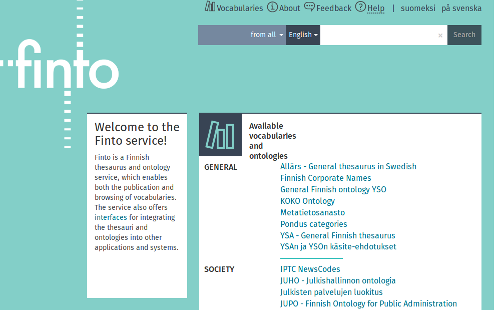 Vocabularies About Feedback Help | suomeksi på svenska
from all English Search
finto
Welcome to the
Finto service!
Finto is a Finnish
thesaurus and ontology
service, which enables
both the publication and
browsing of vocabularies.
The service also offers
interfaces for integrating
the thesauri and
ontologies into other
applications and systems.
Available
vocabularies
and
ontologies
GENERAL
Allärs - General thesaurus in Swedish
Finnish Corporate Names
General Finnish ontology YSO
KOKO Ontology
Metatietosanasto
Pondus categories
YSA - General Finnish thesaurus
YSAn ja YSOn käsite-ehdotukset
SOCIETY
IPTC NewsCodes
JUHO - Julkishallinnon ontologia
Julkisten palvelujen luokitus
JUPO - Finnish Ontology for Public Administration